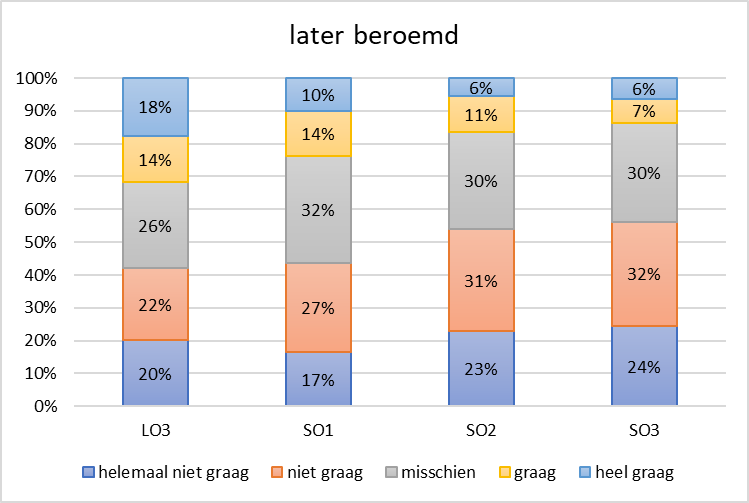 later beroemd
100%
90%
80%
70%
60%
50%
40%
30%
20%
10%
0%
18% 10% 6% 6%
14% 14% 11% 7%
26% 32% 30% 30%
22% 27% 31% 32%
20% 17% 23% 24%
LO3 SO1 SO2 SO3
helemaal niet graag niet graag misschien graag heel graag